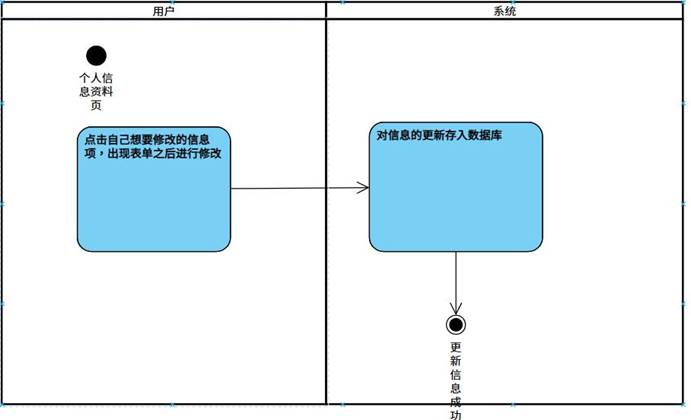 用户
系统
个人信
息资料
页
点击自己想要修改的信息
项，出现表单之后进行修改
对信息的更新存入数据库
更
新
信
息
成
功